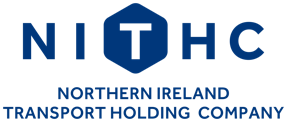 NITHC
NORTHERN IRELAND
TRANSPORT HOLDING COMPANY